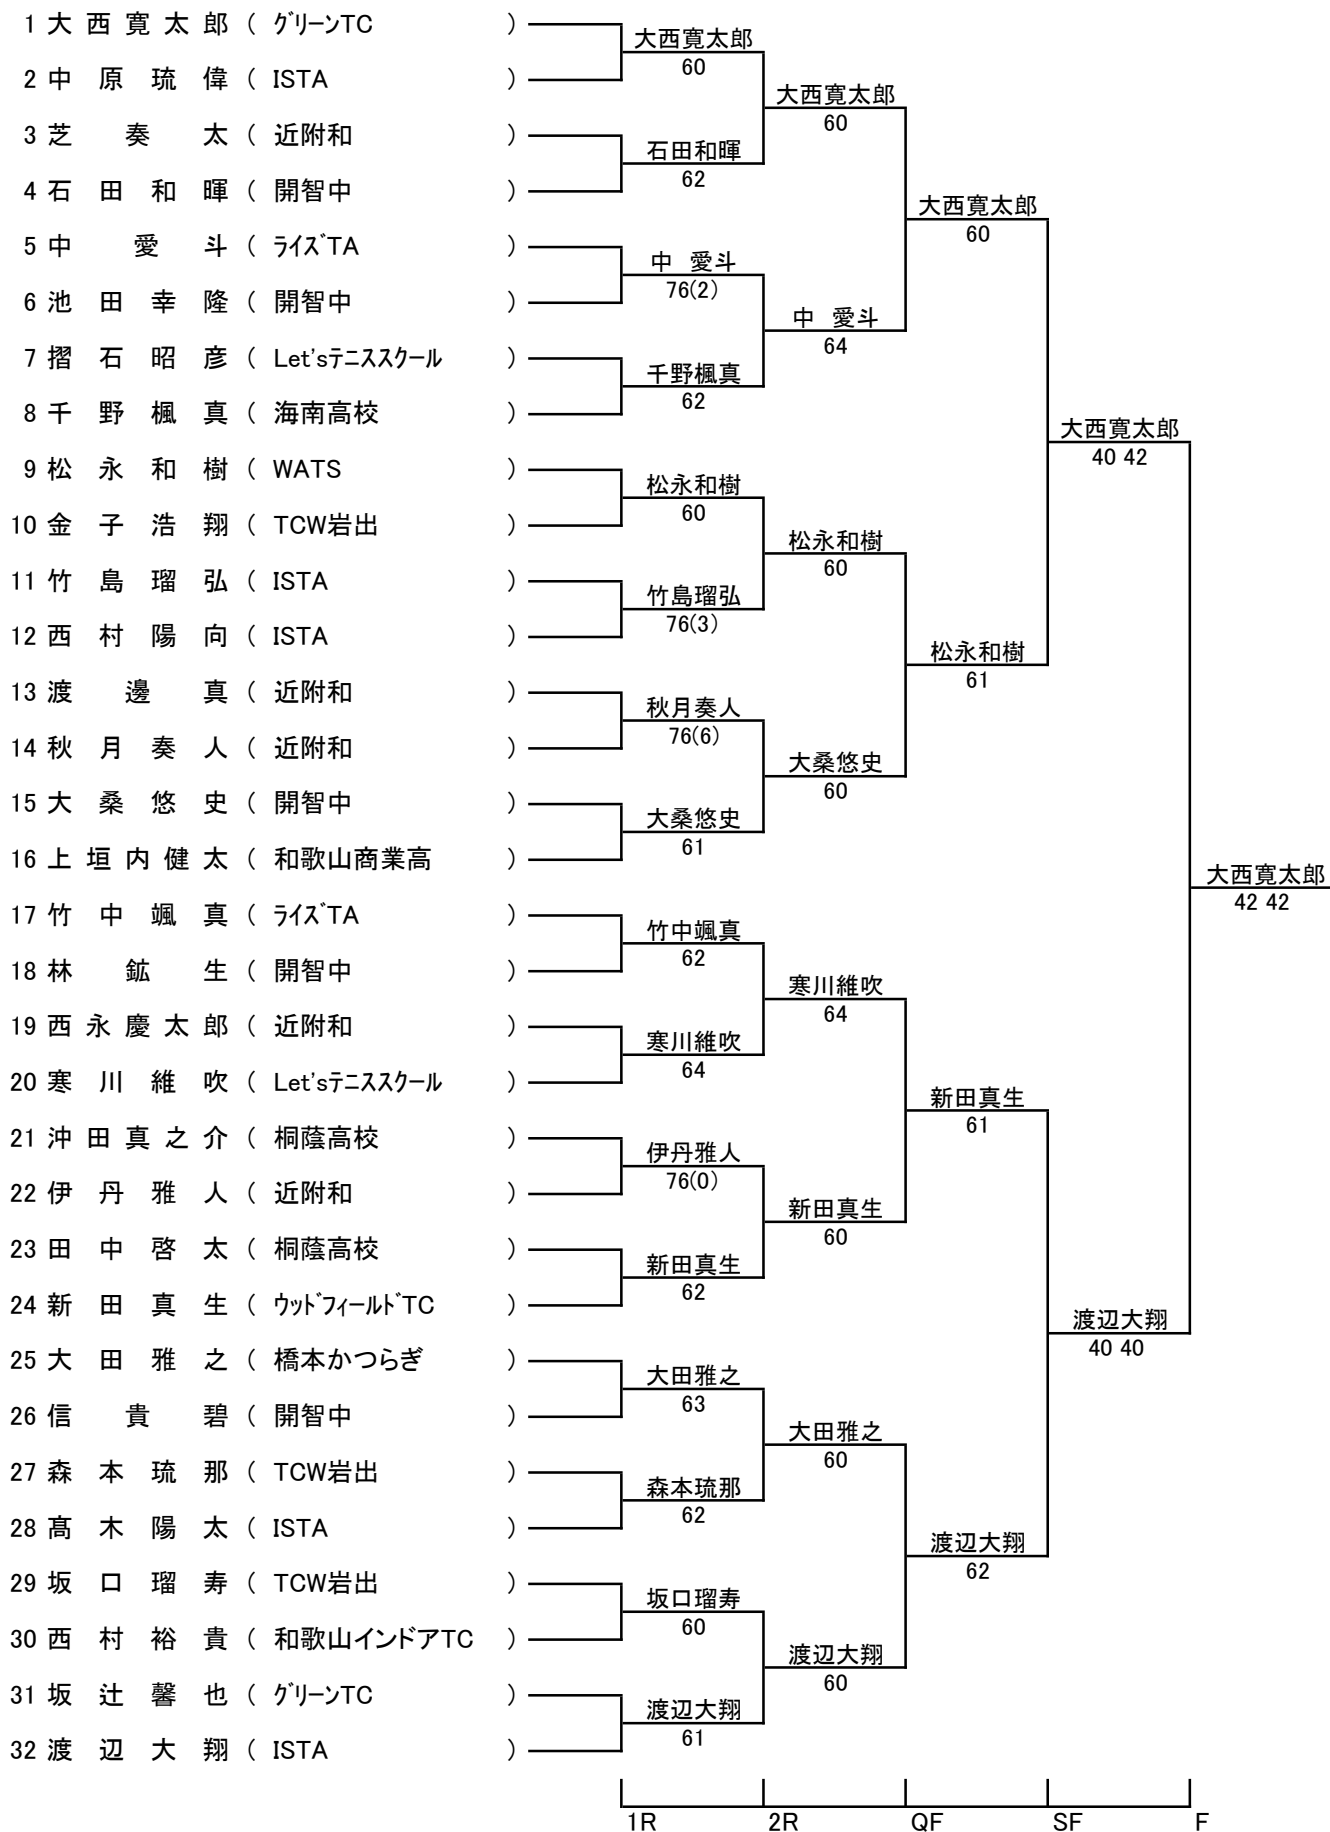 1 大 西 寛 太 郎 ( グリーンTC )
2 中 原 琉 偉 ( ISTA )
3 芝 奏 太 ( 近附和 )
4 石 田 和 暉 ( 開智中 )
5 中 愛 斗 ( ライズTA )
6 池 田 幸 隆 ( 開智中 )
7 摺 石 昭 彦 ( Let'sテニススクール )
8 千 野 楓 真 ( 海南高校 )
9 松 永 和 樹 ( WATS )
10 金 子 浩 翔 ( TCW岩出 )
11 竹 島 瑠 弘 ( ISTA )
12 西 村 陽 向 ( ISTA )
13 渡 邊 真 ( 近附和 )
14 秋 月 奏 人 ( 近附和 )
15 大 桑 悠 史 ( 開智中 )
16 上 垣 内 健 太 ( 和歌山商業高 )
17 竹 中 颯 真 ( ライズTA )
18 林 鉱 生 ( 開智中 )
19 西 永 慶 太 郎 ( 近附和 )
20 寒 川 維 吹 ( Let'sテニススクール )
21 沖 田 真 之 介 ( 桐蔭高校 )
22 伊 丹 雅 人 ( 近附和 )
23 田 中 啓 太 ( 桐蔭高校 )
24 新 田 真 生 ( ウッドフィールドTC )
25 大 田 雅 之 ( 橋本かつらぎ )
26 信 貴 碧 ( 開智中 )
27 森 本 琉 那 ( TCW岩出 )
28 髙 木 陽 太 ( ISTA )
29 坂 口 瑠 寿 ( TCW岩出 )
30 西 村 裕 貴 ( 和歌山インドアTC )
31 坂 辻 馨 也 ( グリーンTC )
32 渡 辺 大 翔 ( ISTA )
大西寛太郎
60
石田和暉
62
中 愛斗
76(2)
千野楓真
62
松永和樹
60
竹島瑠弘
76(3)
秋月奏人
76(6)
大桑悠史
61
竹中颯真
62
寒川維吹
64
伊丹雅人
76(0)
新田真生
62
大田雅之
63
森本琉那
62
坂口瑠寿
60
渡辺大翔
61
大西寛太郎
60
中 愛斗
64
松永和樹
60
大桑悠史
60
寒川維吹
64
新田真生
60
大田雅之
60
渡辺大翔
60
大西寛太郎
60
松永和樹
61
新田真生
61
渡辺大翔
62
大西寛太郎
40 42
渡辺大翔
40 40
大西寛太郎
42 42
1R 2R QF SF F